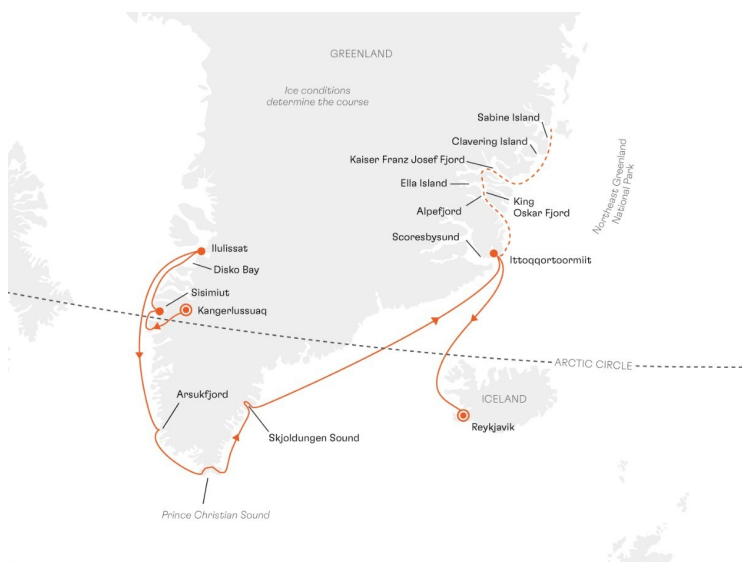 GREENLAND
Ice conditions
determine the course
Sabine Island
Clavering Island
Kaiser Franz Josef Fjord
Ella Island
King
Oskar Fjord
Alpefjord
Northeast Greenland
National Park
Scoresbysund
Ittoqqortoormiit
Ilulissat
Disko Bay
Sisimiut
Kangerlussuaq
ARCTIC CIRCLE
Arsukfjord
ICELAND
Reykjavik
Skjoldungen Sound
Prince Christian Sound